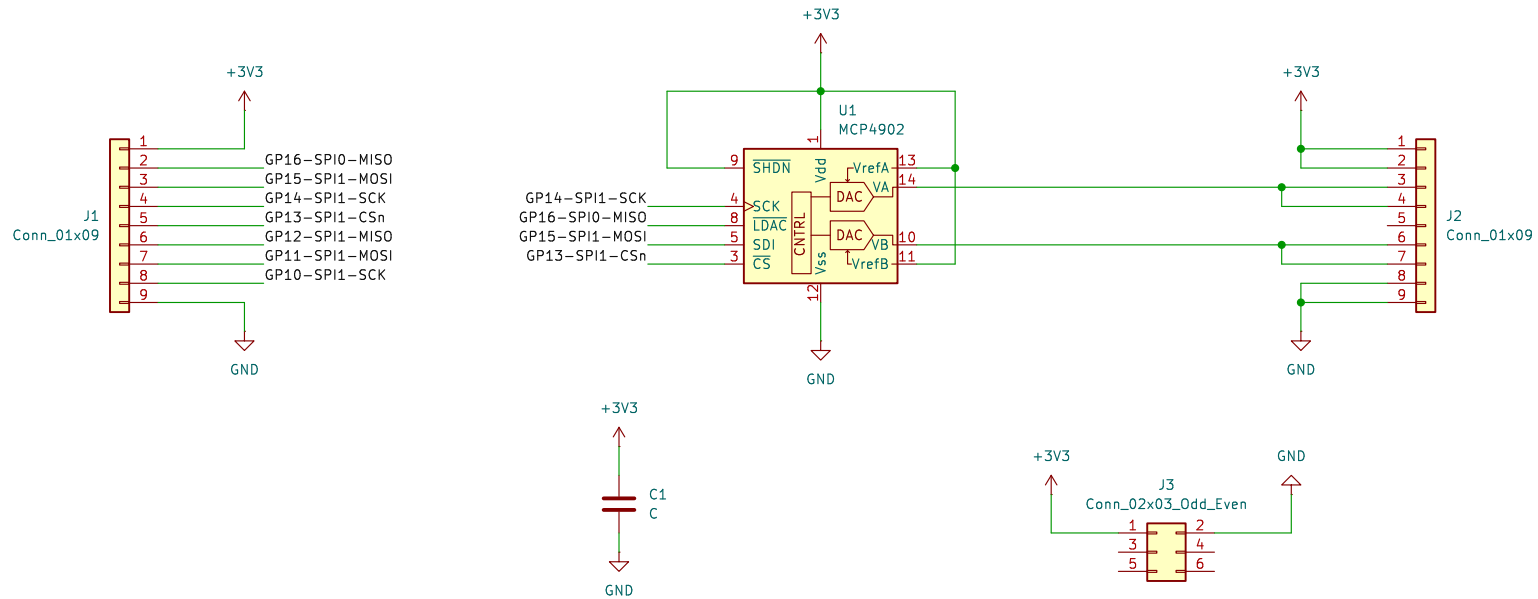 +3V3
1
2
3
4
5
6
7
8
9
GP16-SPI0-MISO
GP15-SPI1-MOSI
GP14-SPI1-SCK
GP13-SPI1-CSn
GP12-SPI1-MISO
GP11-SPI1-MOSI
GP10-SPI1-SCK
J1
Conn_01x09
GND
+3V3
U1
MCP4902
1
Vdd
9
SHDN
4
SCK
8
LDAC
5
SDI
3
CS
GP14-SPI1-SCK
GP16-SPI0-MISO
GP15-SPI1-MOSI
GP13-SPI1-CSn
CNTRL
DAC
DAC
VrefA
13
VA
14
VB
10
VrefB
11
Vss
12
GND
+3V3
1
2
3
4
5
6
7
8
9
J2
Conn_01x09
GND
+3V3
C1
C
GND
+3V3
GND
J3
Conn_02x03_Odd_Even
1
2
3
4
5
6